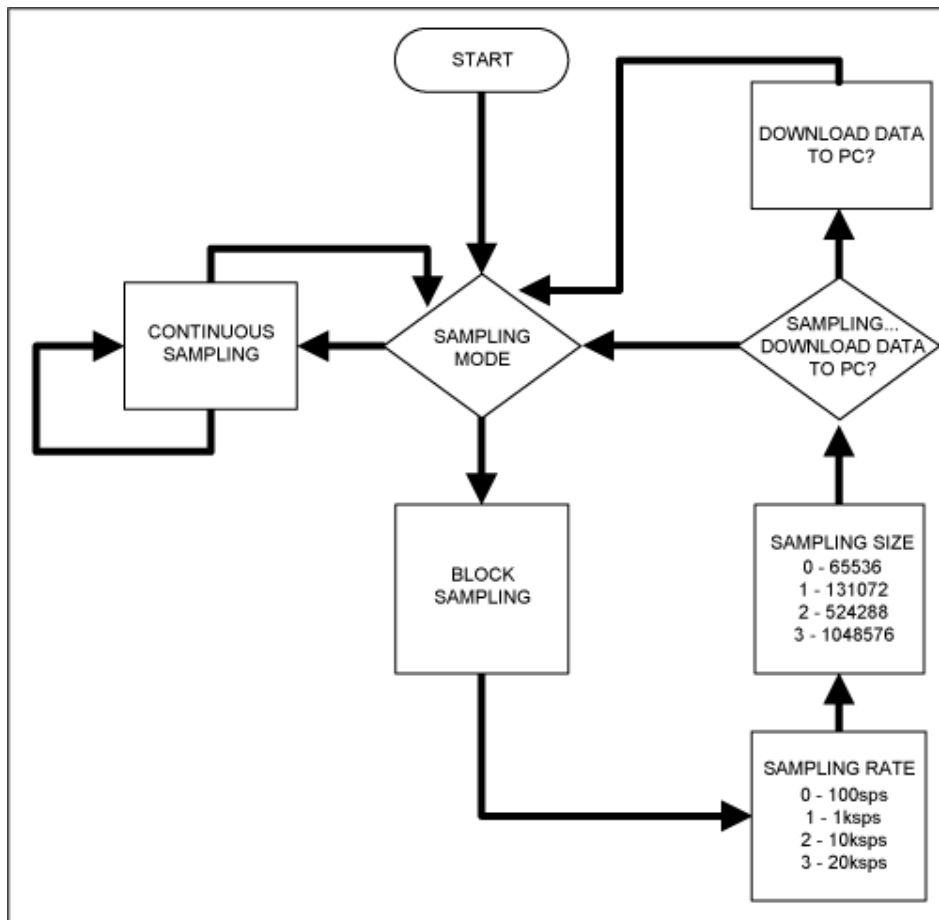 START
DOWNLOAD DATA
TO PC?
CONTINUOUS
SAMPLING
SAMPLING
MODE
SAMPLING...
DOWNLOAD DATA
TO PC?
BLOCK
SAMPLING
SAMPLING SIZE
0 - 65536
1 - 131072
2 - 524288
3 - 1048576
SAMPLING RATE
0 - 100sps
1 - 1ksps
2 - 10ksps
3 - 20ksps